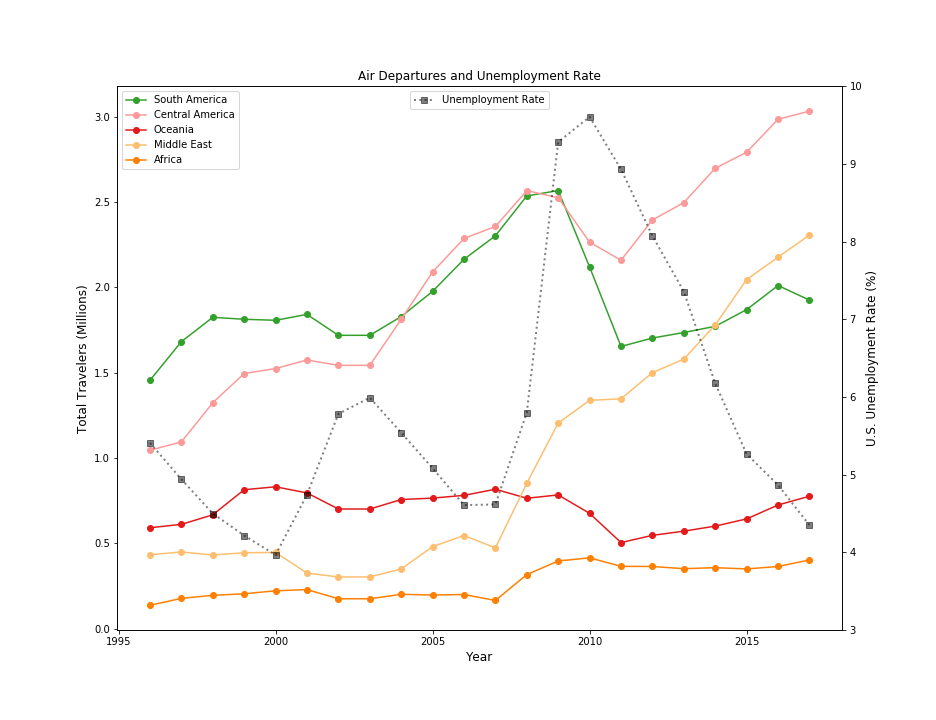 Air Departures and Unemployment Rate
South America
Central America
Oceania
Middle East
Africa
Unemployment Rate
3.0
2.5
2.0
1.5
1.0
0.5
0.0
Total Travelers (Millions)
10
9
8
7
6
5
4
3
U.S. Unemployment Rate (%)
1995
2000
2005
2010
2015
Year